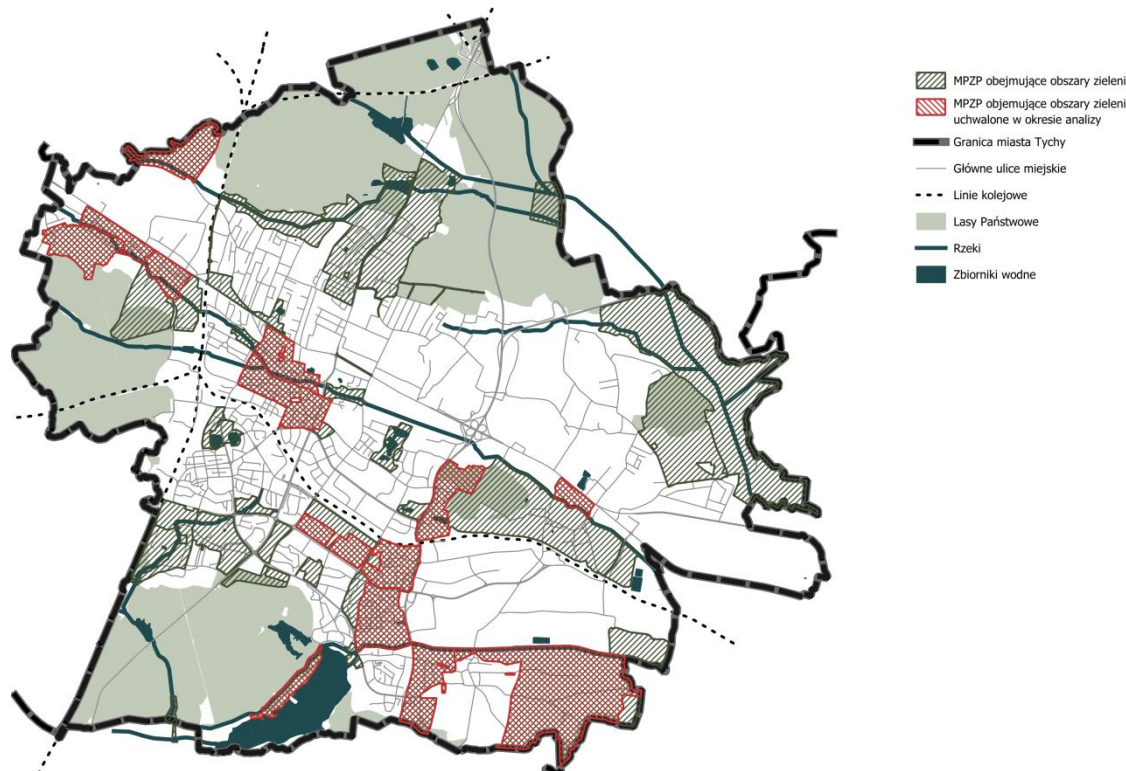 MPZP obejmujące obszary zieleni
MPZP objemujące obszary zieleni
uchwalone w okresie analizy
Granica miasta Tychy
Główne ulice miejskie
Linie kolejowe
Lasy Państwowe
Rzeki
Zbiorniki wodne